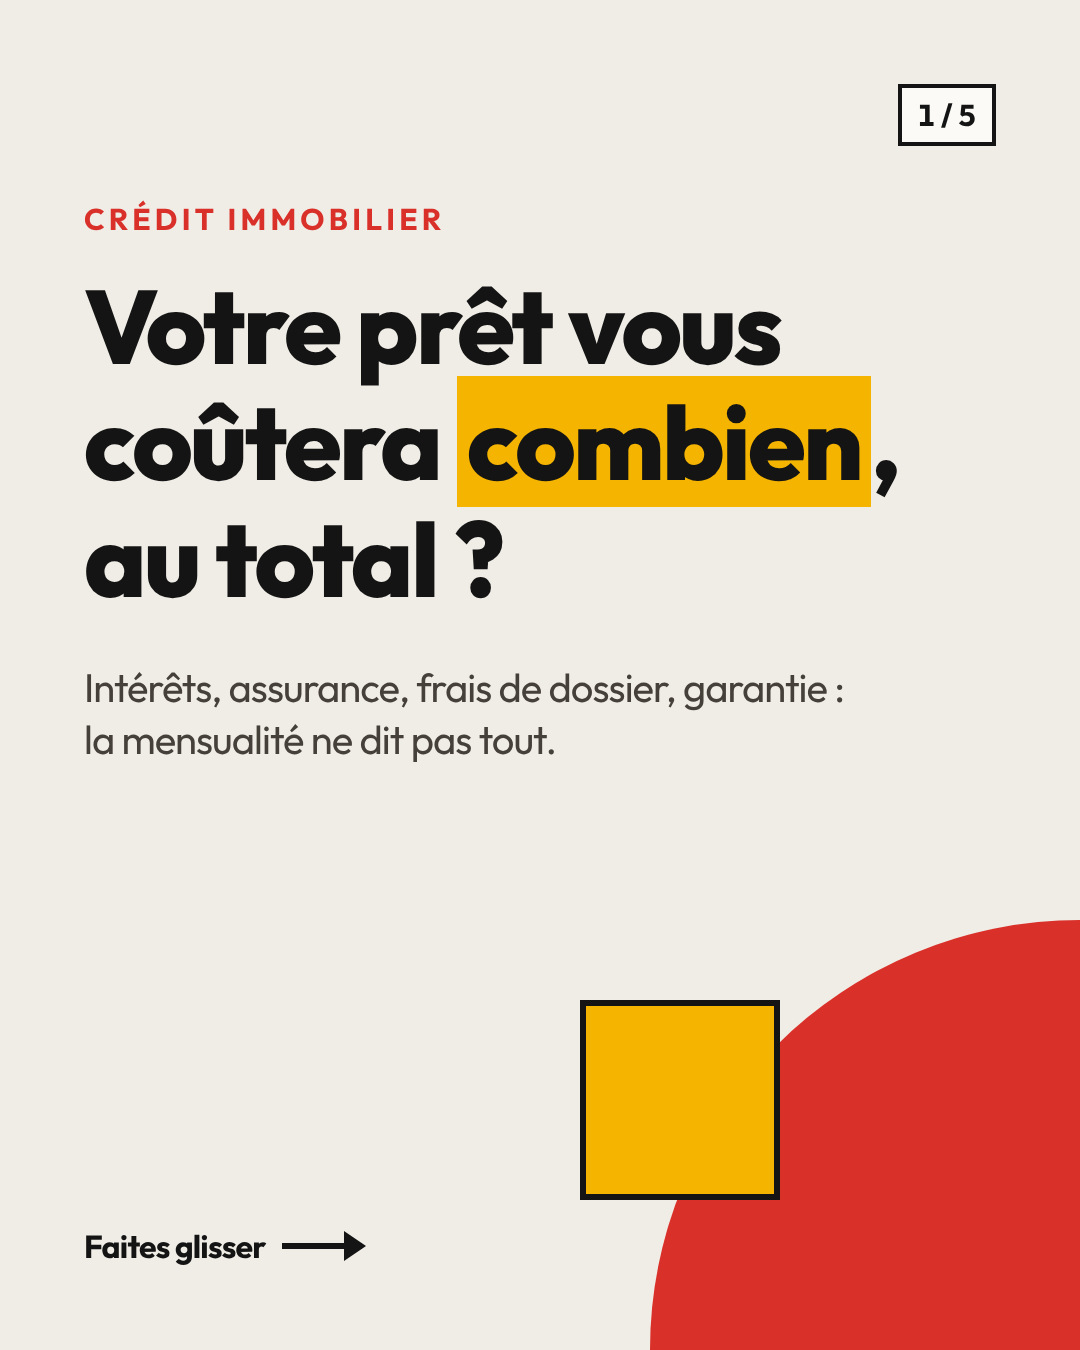 1/5
CRÉDIT IMMOBILIER
Votre prêt vous
coûtera combien,
au total ?
Intérêts, assurance, frais de dossier, garantie :
la mensualité ne dit pas tout.
Faites glisser